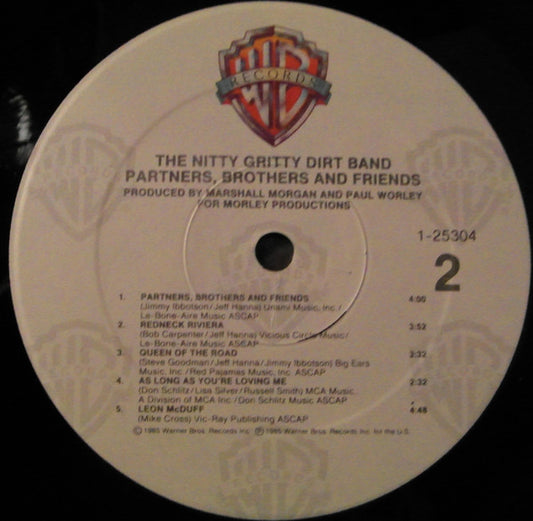 RECORDS
THE NITTY GRITTY DIRT BAND
PARTNERS, BROTHERS AND FRIENDS
PRODUCED BY MARSHALL MORGAN AND PAUL WORLEY
FOR MORLEY PRODUCTIONS
1-25304
2
1. PARTNERS, BROTHERS AND FRIENDS 4:00
(Jimmy Ibbotson/Jeff Hanna) Unami Music, Inc./
Le-Bone-Aire Music ASCAP
2. REDNECK RIVIERA 3:52
(Bob Carpenter/Jeff Hanna) Vicious Circle Music/
Le-Bone-Aire Music ASCAP
3. QUEEN OF THE ROAD 3:32
(Steve Goodman/Jeff Hanna/Jimmy Ibbotson) Big Ears
Music, Inc./Red Pajamas Music, Inc. ASCAP
4. AS LONG AS YOU'RE LOVING ME 2:32
(Don Schlitz/Lisa Silver/Russell Smith) MCA Music.
A Division of MCA Inc./Don Schlitz Music ASCAP
5. LEON McDUFF 4:48
(Mike Cross) Vic-Ray Publishing ASCAP
© 1985 Warner Bros. Records Inc. ℗ 1985 Warner Bros. Records Inc. for the U.S.